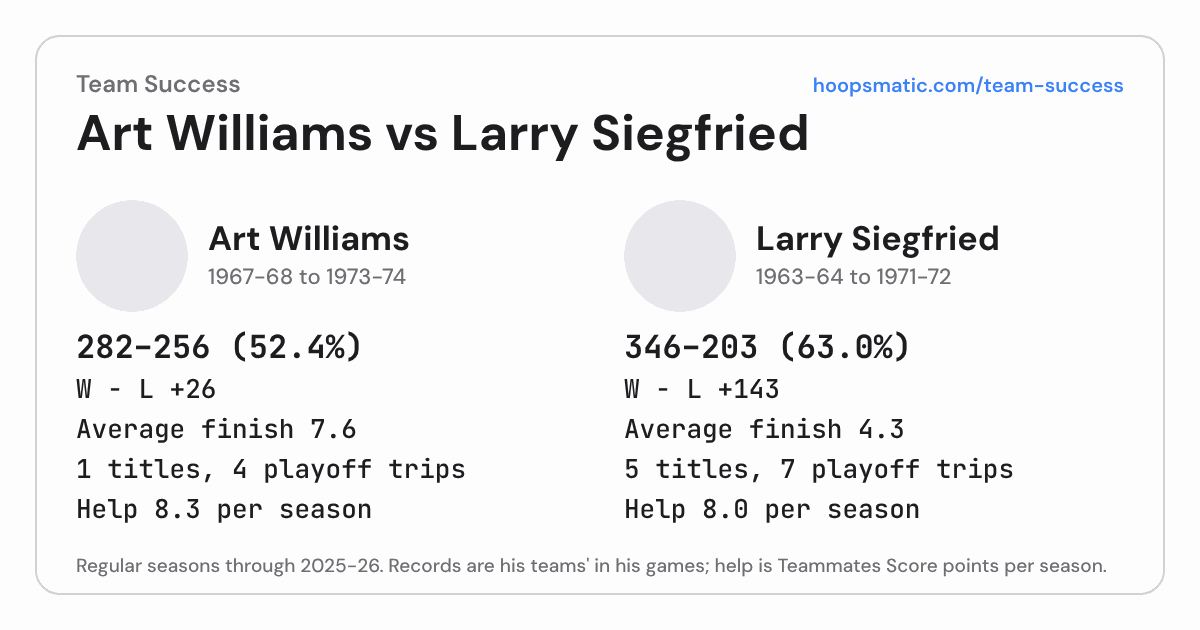 Team Success
hoopsmatic.com/team-success
Art Williams vs Larry Siegfried
Art Williams
1967-68 to 1973-74
282-256 (52.4%)
W - L +26
Average finish 7.6
1 titles, 4 playoff trips
Help 8.3 per season
Larry Siegfried
1963-64 to 1971-72
346-203 (63.0%)
W - L +143
Average finish 4.3
5 titles, 7 playoff trips
Help 8.0 per season
Regular seasons through 2025-26. Records are his teams' in his games; help is Teammates Score points per season.